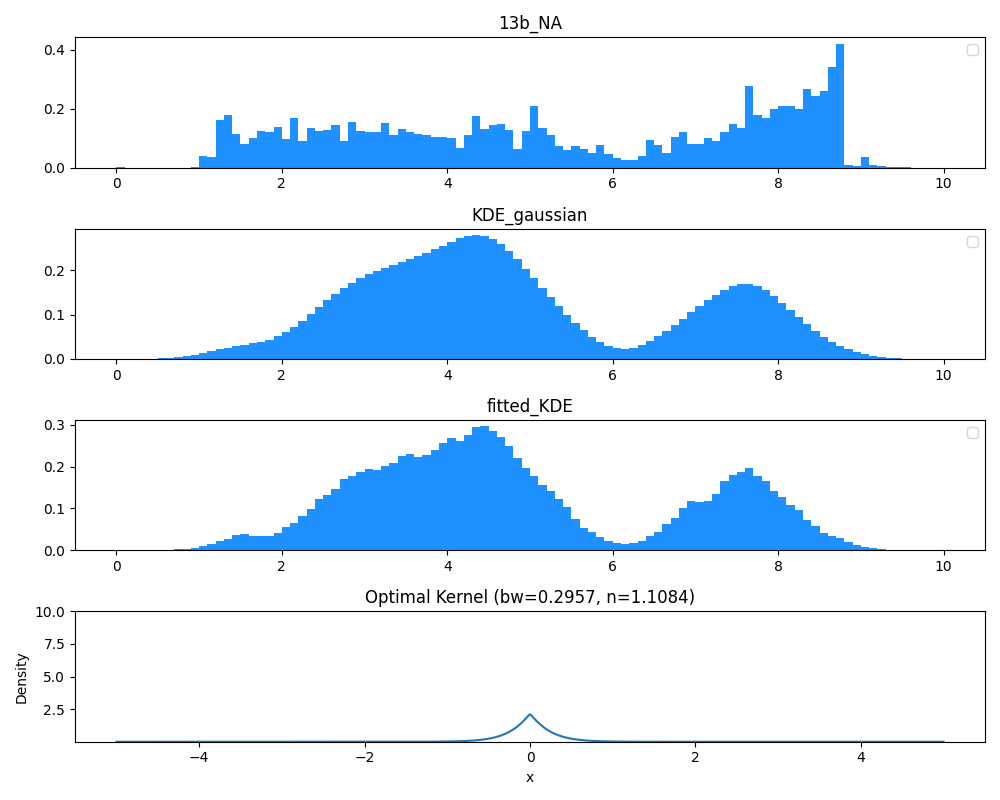 13b_NA
0.4
0.2
0.0
0 2 4 6 8 10
KDE_gaussian
0.2
0.1
0.0
0 2 4 6 8 10
fitted_KDE
0.3
0.2
0.1
0.0
0 2 4 6 8 10
Optimal Kernel (bw=0.2957, n=1.1084)
10.0
7.5
5.0
2.5
Density
−4 −2 0 2 4
x